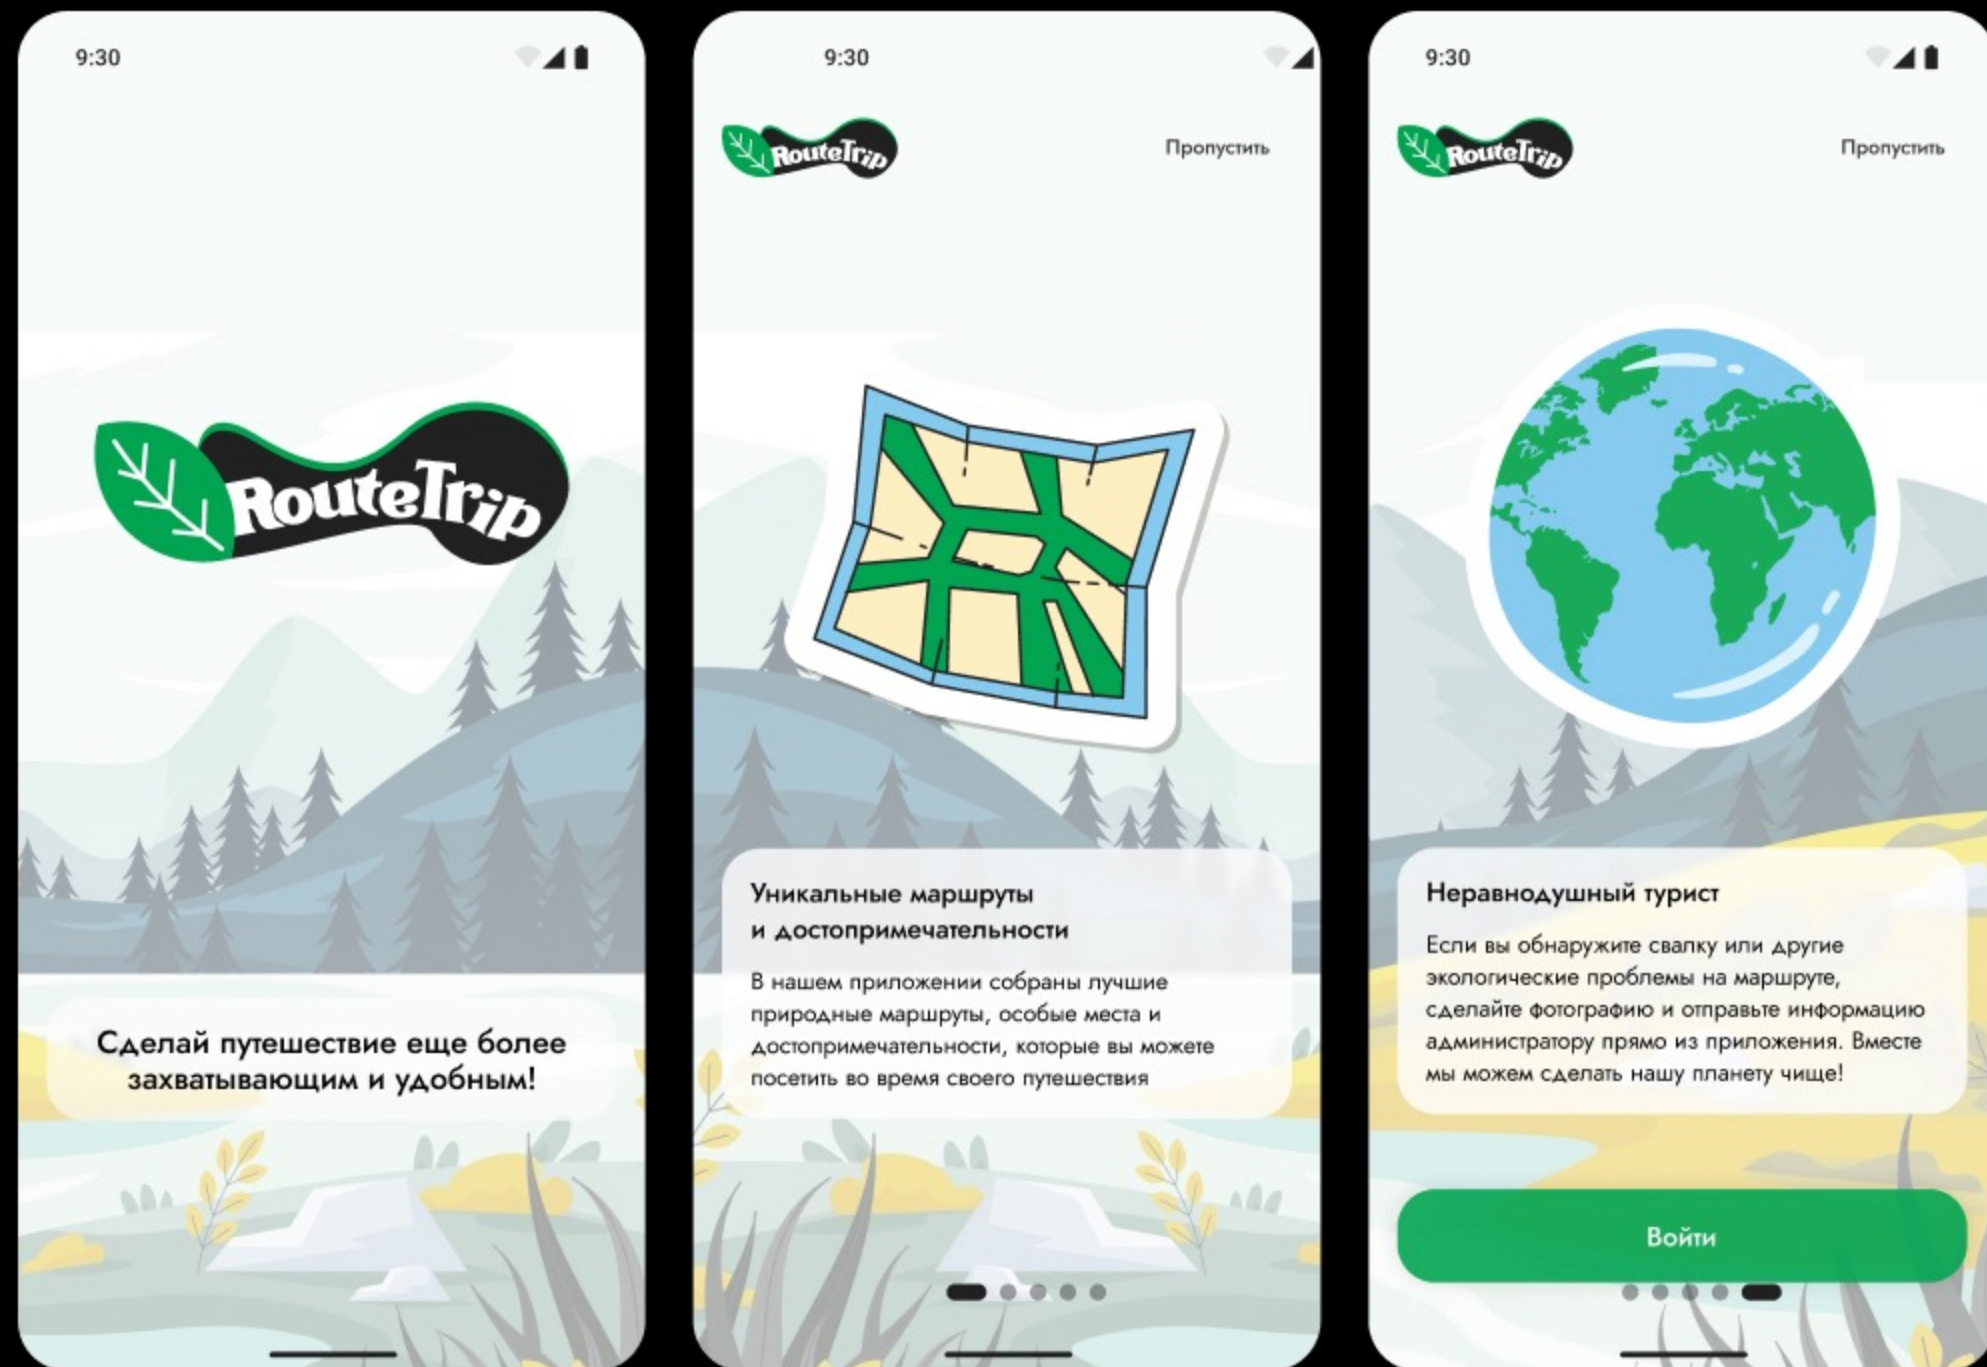 9:30
RouteTrip
Сделай путешествие еще более
захватывающим и удобным!
9:30
RouteTrip
Пропустить
Уникальные маршруты
и достопримечательности
В нашем приложении собраны лучшие
природные маршруты, особые места и
достопримечательности, которые вы можете
посетить во время своего путешествия
9:30
RouteTrip
Пропустить
Неравнодушный турист
Если вы обнаружите свалку или другие
экологические проблемы на маршруте,
сделайте фотографию и отправьте информацию
администратору прямо из приложения. Вместе
мы можем сделать нашу планету чище!
Войти